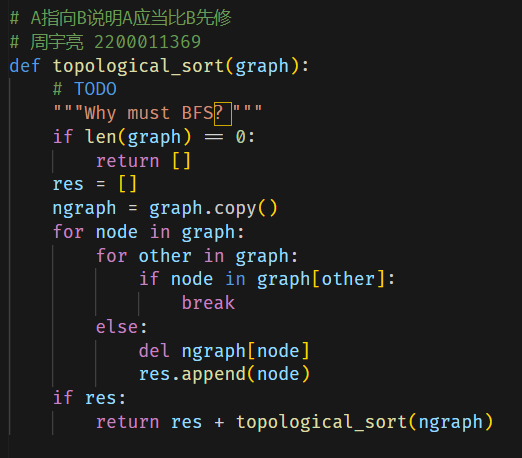 # A指向B说明A应当比B先修
# 周宇亮 2200011369
def topological_sort(graph):
    # TODO
    """Why must BFS？"""
    if len(graph) == 0:
        return []
    res = []
    ngraph = graph.copy()
    for node in graph:
        for other in graph:
            if node in graph[other]:
                break
        else:
            del ngraph[node]
            res.append(node)
    if res:
        return res + topological_sort(ngraph)